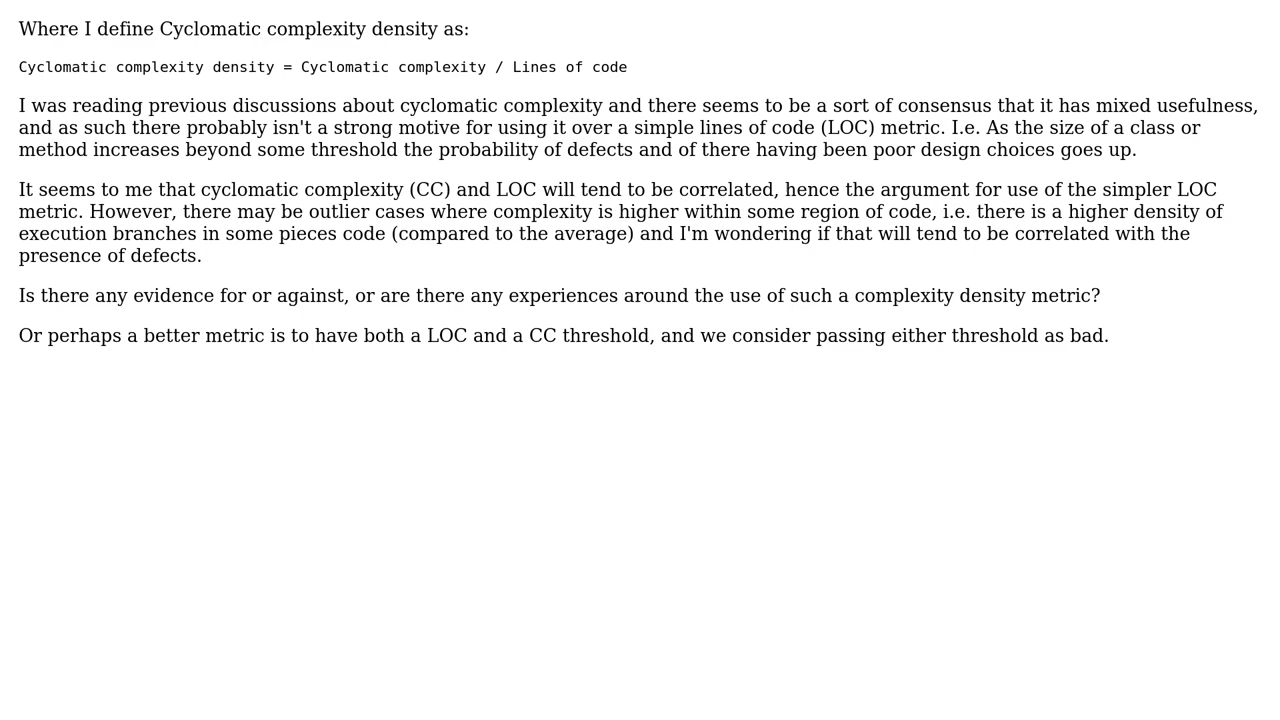 Where I define Cyclomatic complexity density as:
Cyclomatic complexity density = Cyclomatic complexity / Lines of code
I was reading previous discussions about cyclomatic complexity and there seems to be a sort of consensus that it has mixed usefulness,
and as such there probably isn't a strong motive for using it over a simple lines of code (LOC) metric. I.e. As the size of a class or
method increases beyond some threshold the probability of defects and of there having been poor design choices goes up.
It seems to me that cyclomatic complexity (CC) and LOC will tend to be correlated, hence the argument for use of the simpler LOC
metric. However, there may be outlier cases where complexity is higher within some region of code, i.e. there is a higher density of
execution branches in some pieces code (compared to the average) and I'm wondering if that will tend to be correlated with the
presence of defects.
Is there any evidence for or against, or are there any experiences around the use of such a complexity density metric?
Or perhaps a better metric is to have both a LOC and a CC threshold, and we consider passing either threshold as bad.